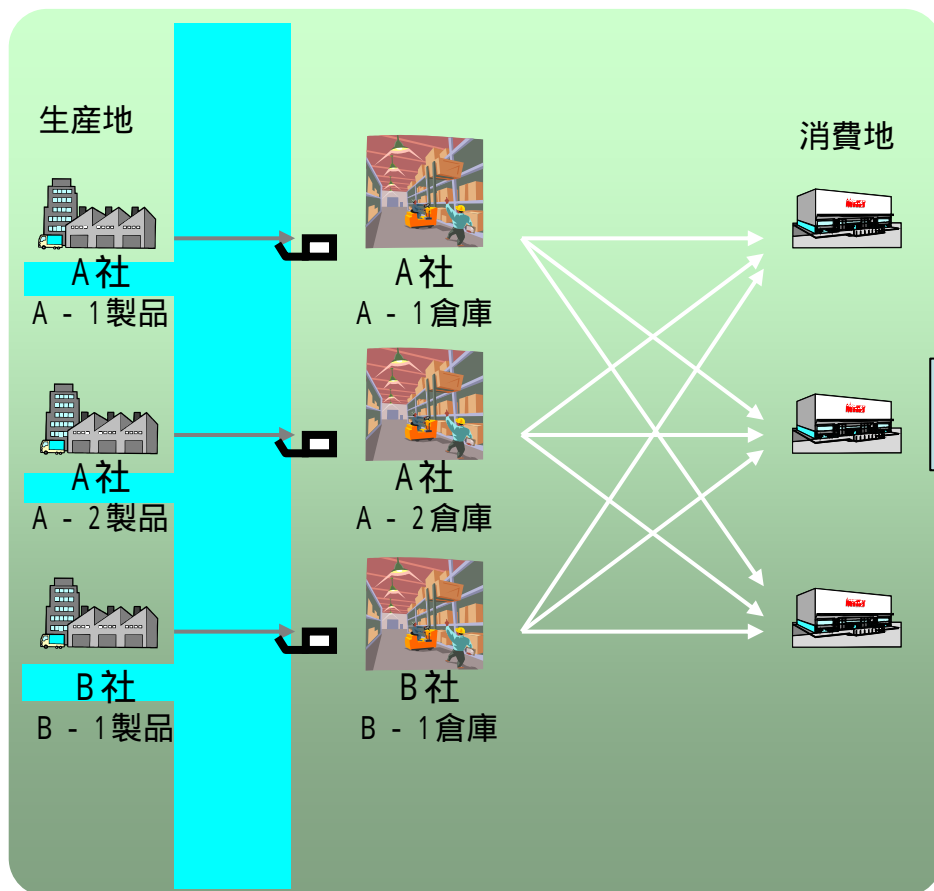 生産地
消費地
A社
A - 1製品
A社
A - 1倉庫
A社
A - 2製品
A社
A - 2倉庫
B社
B - 1製品
B社
B - 1倉庫